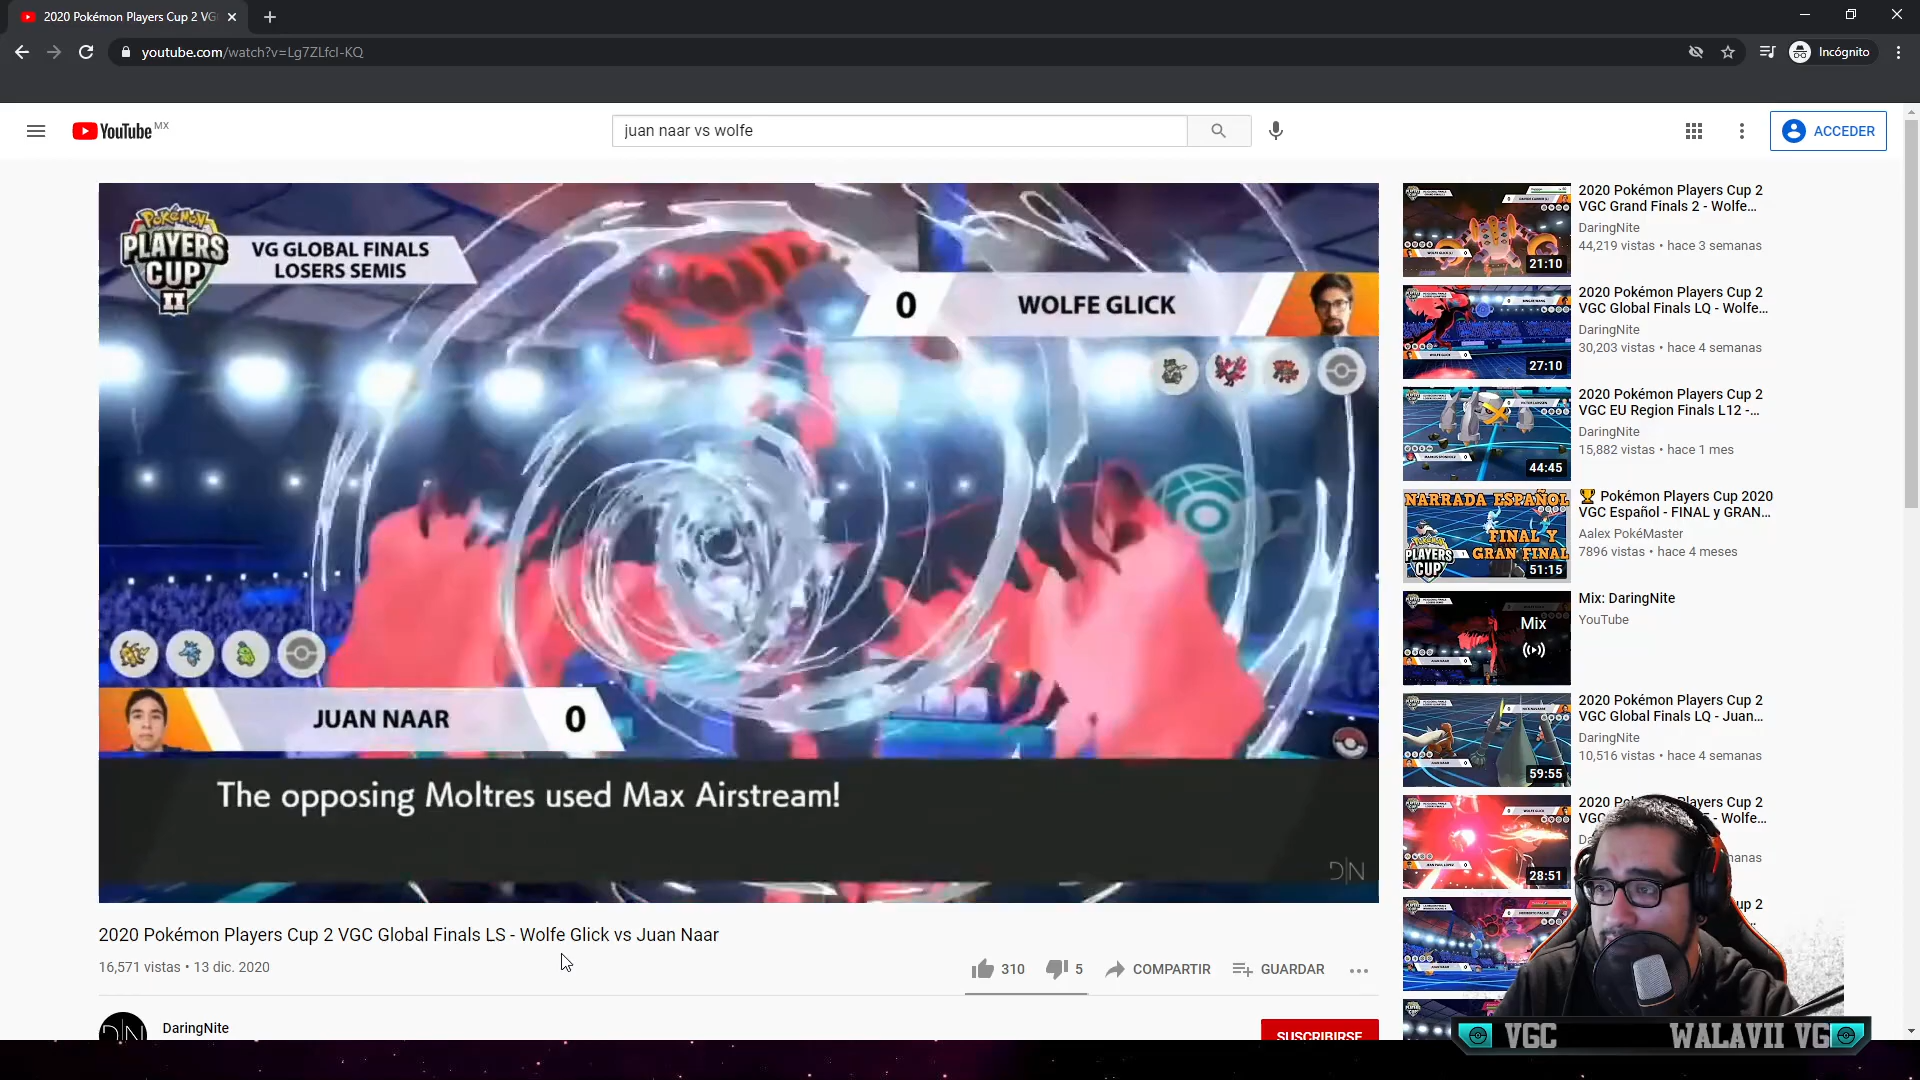 2020 Pokémon Players Cup 2 VG
youtube.com/watch?v=Lg7ZLfcI-KQ
Incógnito
YouTube MX
juan naar vs wolfe
ACCEDER
Pokémon
PLAYERS
CUP
II
VG GLOBAL FINALS
LOSERS SEMIS
0
WOLFE GLICK
JUAN NAAR
0
The opposing Moltres used Max Airstream!
D|N
2020 Pokémon Players Cup 2 VGC Global Finals LS - Wolfe Glick vs Juan Naar
16,571 vistas • 13 dic. 2020
310
5
COMPARTIR
GUARDAR
D|N
DaringNite
SUSCRIBIRSE
2020 Pokémon Players Cup 2
VGC Grand Finals 2 - Wolfe...
DaringNite
44,219 vistas • hace 3 semanas
21:10
2020 Pokémon Players Cup 2
VGC Global Finals LQ - Wolfe...
DaringNite
30,203 vistas • hace 4 semanas
27:10
2020 Pokémon Players Cup 2
VGC EU Region Finals L12 -...
DaringNite
15,882 vistas • hace 1 mes
44:45
NARRADA ESPAÑOL
FINAL Y
GRAN FINAL
PLAYERS
CUP
51:15
🏆 Pokémon Players Cup 2020
VGC Español - FINAL y GRAN...
Aalex PokéMaster
7896 vistas • hace 4 meses
Mix
Mix: DaringNite
YouTube
2020 Pokémon Players Cup 2
VGC Global Finals LQ - Juan...
DaringNite
10,516 vistas • hace 4 semanas
59:55
2020 Players Cup 2
VGC - Wolfe...
28:51
VGC
WALAVII VG